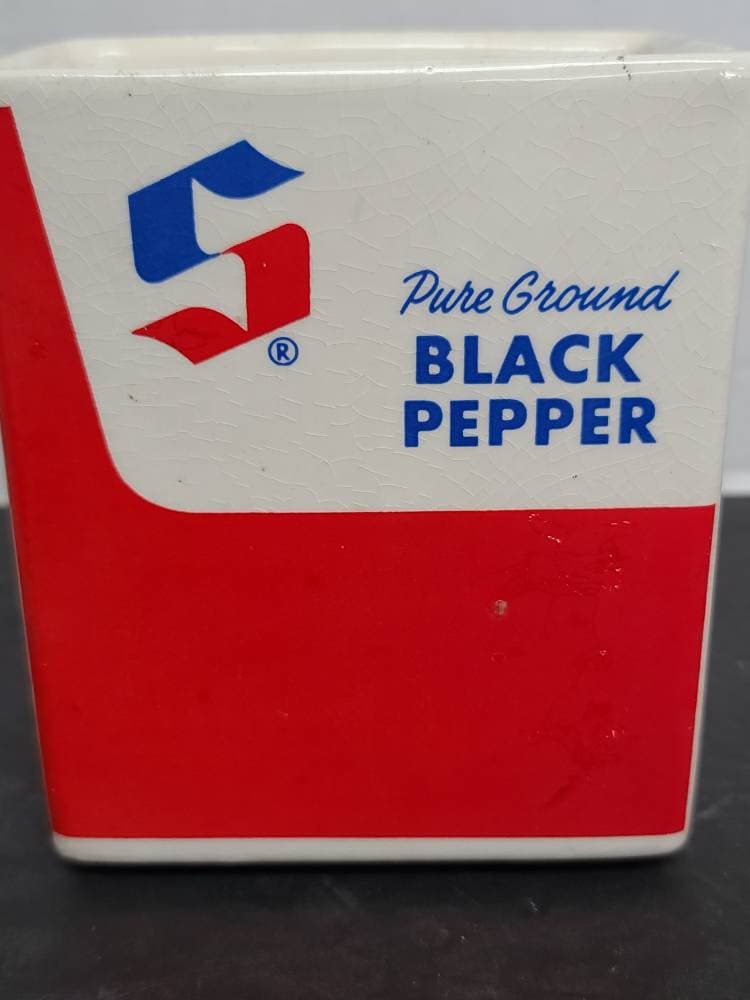 S ®
Pure Ground
BLACK
PEPPER